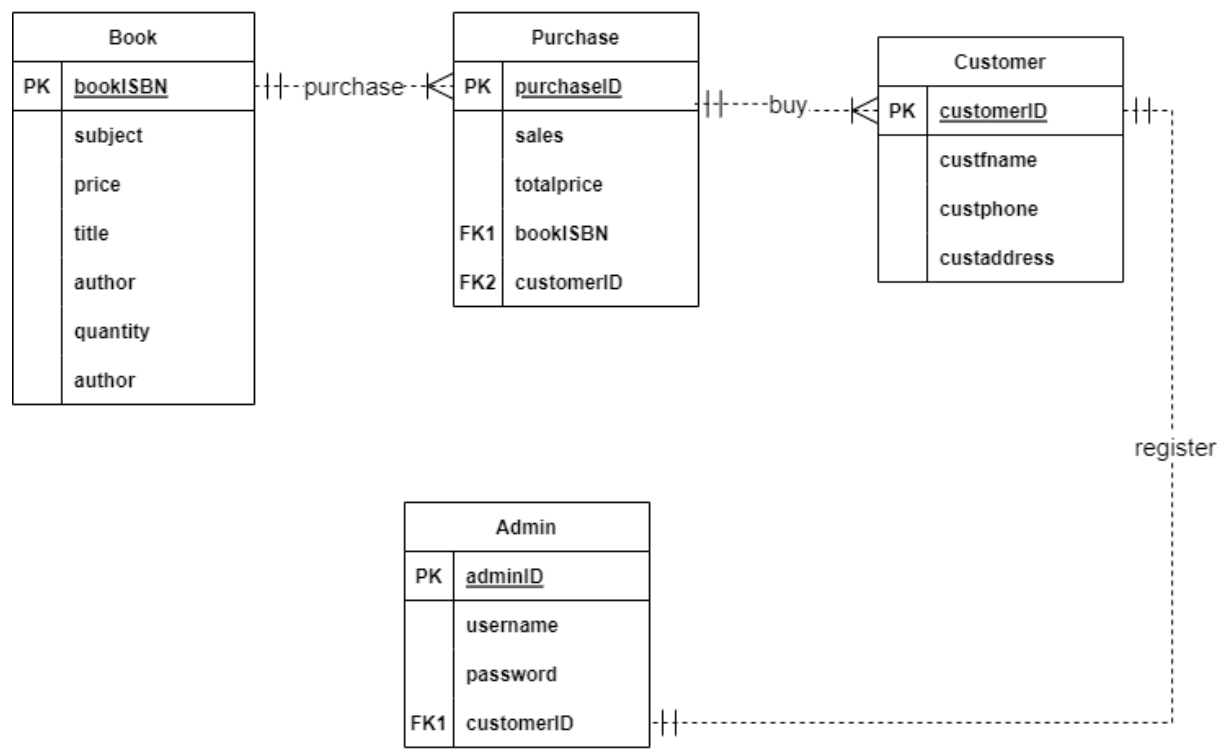 Book
PK bookISBN
subject
price
title
author
quantity
author
purchase
Purchase
PK purchaseID
sales
totalprice
FK1 bookISBN
FK2 customerID
buy
Customer
PK customerID
custfname
custphone
custaddress
register
Admin
PK adminID
username
password
FK1 customerID